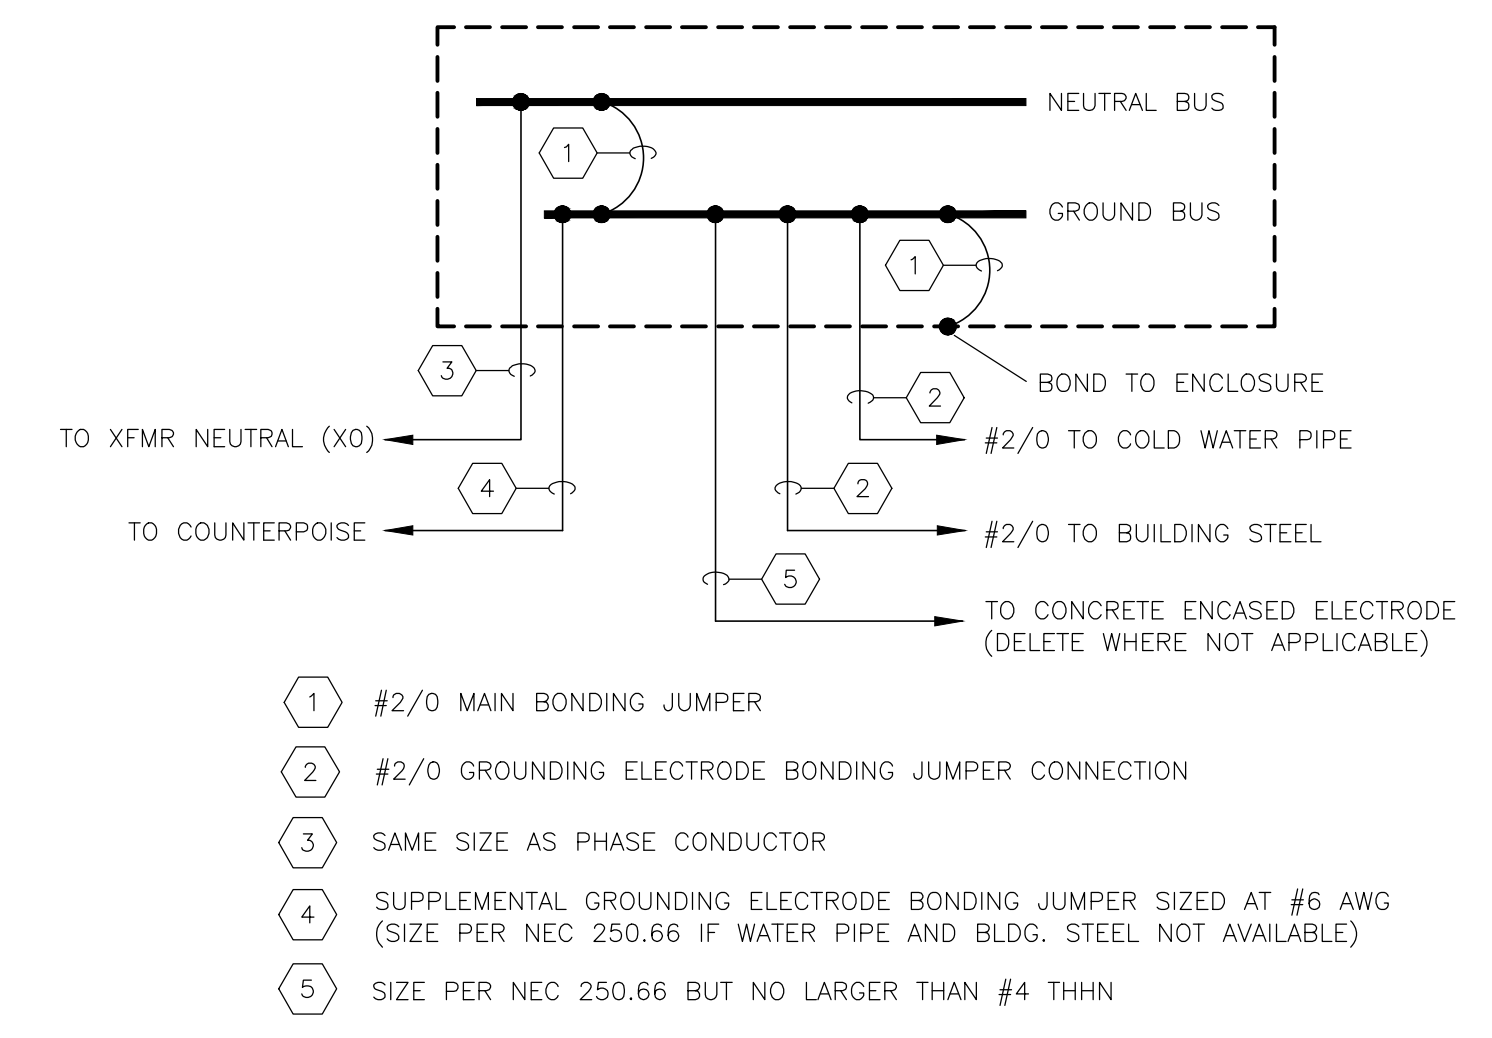 NEUTRAL BUS
1
GROUND BUS
1
3
BOND TO ENCLOSURE
2
TO XFMR NEUTRAL (X0)
#2/0 TO COLD WATER PIPE
4
2
TO COUNTERPOISE
#2/0 TO BUILDING STEEL
5
TO CONCRETE ENCASED ELECTRODE
(DELETE WHERE NOT APPLICABLE)
1 #2/0 MAIN BONDING JUMPER
2 #2/0 GROUNDING ELECTRODE BONDING JUMPER CONNECTION
3 SAME SIZE AS PHASE CONDUCTOR
4 SUPPLEMENTAL GROUNDING ELECTRODE BONDING JUMPER SIZED AT #6 AWG
(SIZE PER NEC 250.66 IF WATER PIPE AND BLDG. STEEL NOT AVAILABLE)
5 SIZE PER NEC 250.66 BUT NO LARGER THAN #4 THHN